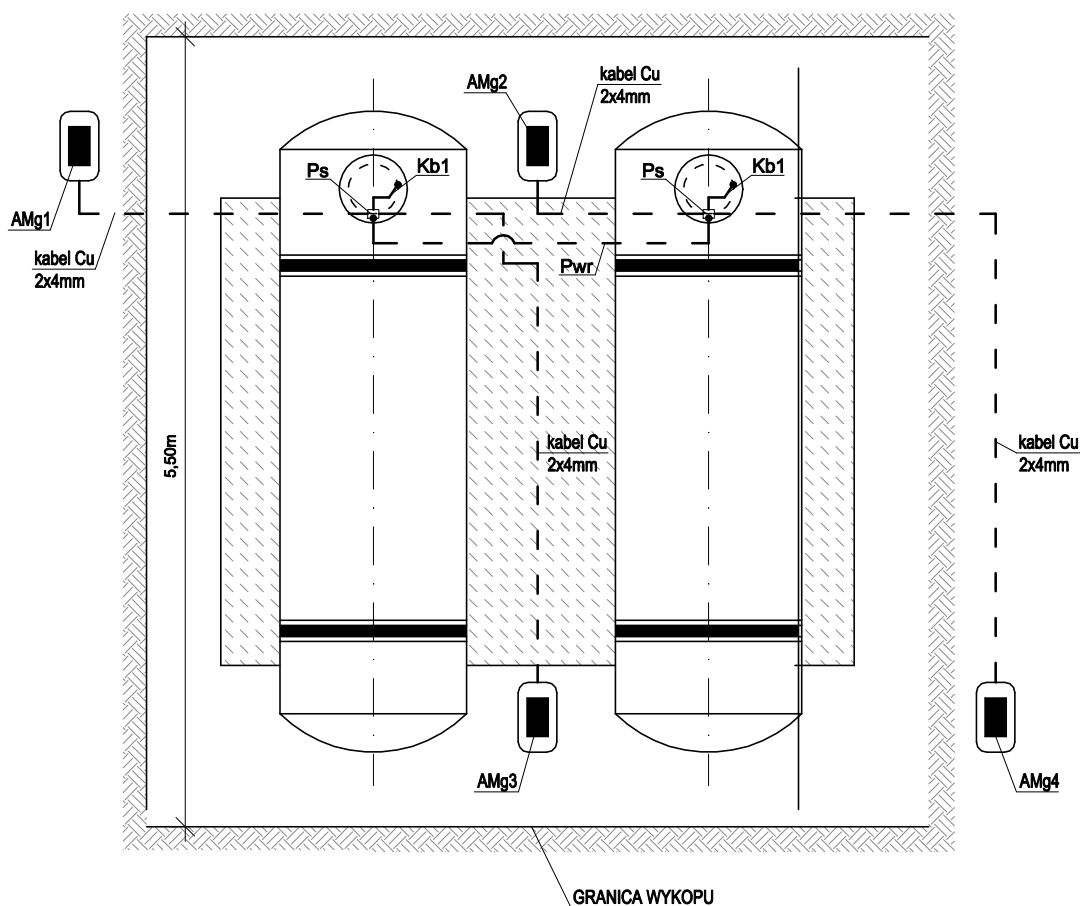 kabel Cu
2x4mm
AMg2
Ps
Kb1
Ps
Kb1
AMg1
kabel Cu
2x4mm
Pwr
5,50m
kabel Cu
2x4mm
kabel Cu
2x4mm
AMg3
AMg4
GRANICA WYKOPU